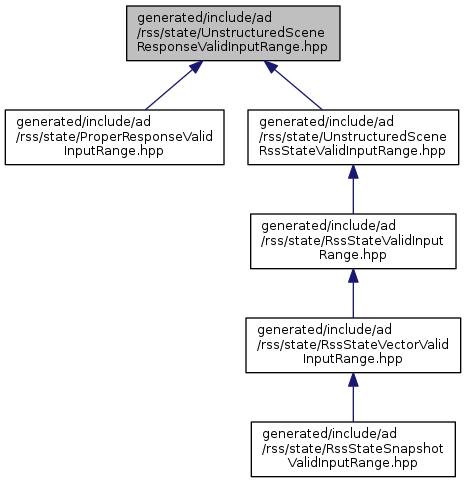 generated/include/ad
/rss/state/UnstructuredScene
ResponseValidInputRange.hpp
generated/include/ad
/rss/state/ProperResponseValid
InputRange.hpp
generated/include/ad
/rss/state/UnstructuredScene
RssStateValidInputRange.hpp
generated/include/ad
/rss/state/RssStateValidInput
Range.hpp
generated/include/ad
/rss/state/RssStateVectorValid
InputRange.hpp
generated/include/ad
/rss/state/RssStateSnapshot
ValidInputRange.hpp